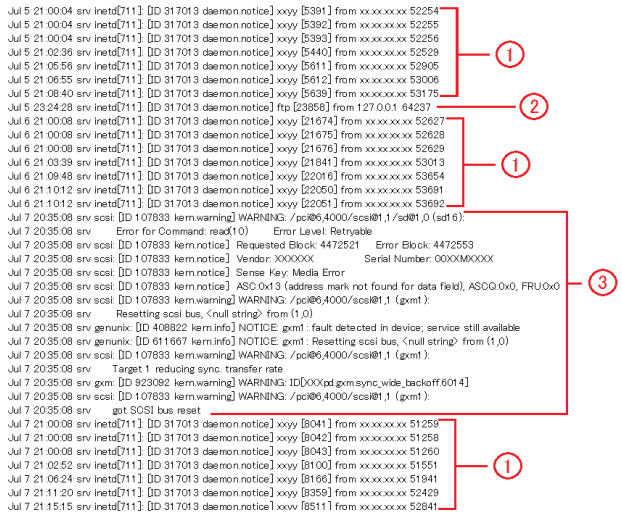 Jul 5 21:00:04 srv inetd[711]: [ID 317013 daemon.notice] xxyy [5391] from xx.xx.xx.xx 52254
Jul 5 21:00:04 srv inetd[711]: [ID 317013 daemon.notice] xxyy [5392] from xx.xx.xx.xx 52255
Jul 5 21:00:04 srv inetd[711]: [ID 317013 daemon.notice] xxyy [5393] from xx.xx.xx.xx 52256
Jul 5 21:02:36 srv inetd[711]: [ID 317013 daemon.notice] xxyy [5440] from xx.xx.xx.xx 52529
①
Jul 5 21:05:56 srv inetd[711]: [ID 317013 daemon.notice] xxyy [5611] from xx.xx.xx.xx 52905
Jul 5 21:06:55 srv inetd[711]: [ID 317013 daemon.notice] xxyy [5612] from xx.xx.xx.xx 53006
Jul 5 21:08:40 srv inetd[711]: [ID 317013 daemon.notice] xxyy [5639] from xx.xx.xx.xx 53175
Jul 5 23:24:28 srv inetd[711]: [ID 317013 daemon.notice] ftp [23858] from 127.0.0.1 64237
②
Jul 6 21:00:08 srv inetd[711]: [ID 317013 daemon.notice] xxyy [21674] from xx.xx.xx.xx 52627
Jul 6 21:00:08 srv inetd[711]: [ID 317013 daemon.notice] xxyy [21675] from xx.xx.xx.xx 52628
Jul 6 21:00:08 srv inetd[711]: [ID 317013 daemon.notice] xxyy [21676] from xx.xx.xx.xx 52629
Jul 6 21:03:39 srv inetd[711]: [ID 317013 daemon.notice] xxyy [21841] from xx.xx.xx.xx 53013
①
Jul 6 21:09:48 srv inetd[711]: [ID 317013 daemon.notice] xxyy [22016] from xx.xx.xx.xx 53654
Jul 6 21:10:12 srv inetd[711]: [ID 317013 daemon.notice] xxyy [22050] from xx.xx.xx.xx 53691
Jul 6 21:10:12 srv inetd[711]: [ID 317013 daemon.notice] xxyy [22051] from xx.xx.xx.xx 53692
Jul 7 20:35:08 srv scsi: [ID 107833 kern.warning] WARNING: /pci@6,4000/scsi@1,1/sd@1,0 (sd16):
Jul 7 20:35:08 srv Error for Command: read(10) Error Level: Retryable
Jul 7 20:35:08 srv scsi: [ID 107833 kern.notice] Requested Block: 4472521 Error Block: 4472553
Jul 7 20:35:08 srv scsi: [ID 107833 kern.notice] Vendor: XXXXXX Serial Number: 00XXMXXXX
Jul 7 20:35:08 srv scsi: [ID 107833 kern.notice] Sense Key: Media Error
Jul 7 20:35:08 srv scsi: [ID 107833 kern.notice] ASC:0x13 (address mark not found for data field), ASCQ:0x0, FRU:0x0
③
Jul 7 20:35:08 srv scsi: [ID 107833 kern.warning] WARNING: /pci@6,4000/scsi@1,1 (gxm1):
Jul 7 20:35:08 srv Resetting scsi bus, <null string> from (1,0)
Jul 7 20:35:08 srv genunix: [ID 408822 kern.info] NOTICE: gxm1: fault detected in device; service still available
Jul 7 20:35:08 srv genunix: [ID 611667 kern.info] NOTICE: gxm1: Resetting scsi bus, <null string> from (1,0)
Jul 7 20:35:08 srv scsi: [ID 107833 kern.warning] WARNING: /pci@6,4000/scsi@1,1 (gxm1):
Jul 7 20:35:08 srv Target 1 reducing sync. transfer rate
Jul 7 20:35:08 srv gxm: [ID 923092 kern.warning] WARNING: ID[XXXpd.gxm.sync_wide_backoff.6014]
Jul 7 20:35:08 srv scsi: [ID 107833 kern.warning] WARNING: /pci@6,4000/scsi@1,1 (gxm1):
Jul 7 20:35:08 srv got SCSI bus reset
Jul 7 21:00:08 srv inetd[711]: [ID 317013 daemon.notice] xxyy [8041] from xx.xx.xx.xx 51259
Jul 7 21:00:08 srv inetd[711]: [ID 317013 daemon.notice] xxyy [8042] from xx.xx.xx.xx 51258
Jul 7 21:00:08 srv inetd[711]: [ID 317013 daemon.notice] xxyy [8043] from xx.xx.xx.xx 51260
Jul 7 21:02:52 srv inetd[711]: [ID 317013 daemon.notice] xxyy [8100] from xx.xx.xx.xx 51551
①
Jul 7 21:06:24 srv inetd[711]: [ID 317013 daemon.notice] xxyy [8166] from xx.xx.xx.xx 51941
Jul 7 21:11:20 srv inetd[711]: [ID 317013 daemon.notice] xxyy [8359] from xx.xx.xx.xx 52429
Jul 7 21:15:15 srv inetd[711]: [ID 317013 daemon.notice] xxyy [8511] from xx.xx.xx.xx 52841